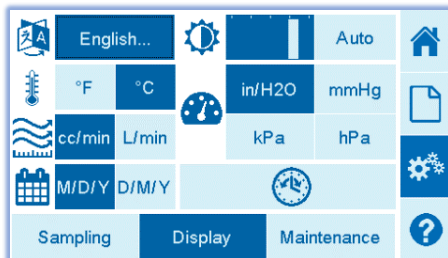 English...
Auto
°F °C
in/H2O mmHg
cc/min L/min
kPa hPa
M/D/Y D/M/Y
Sampling Display Maintenance